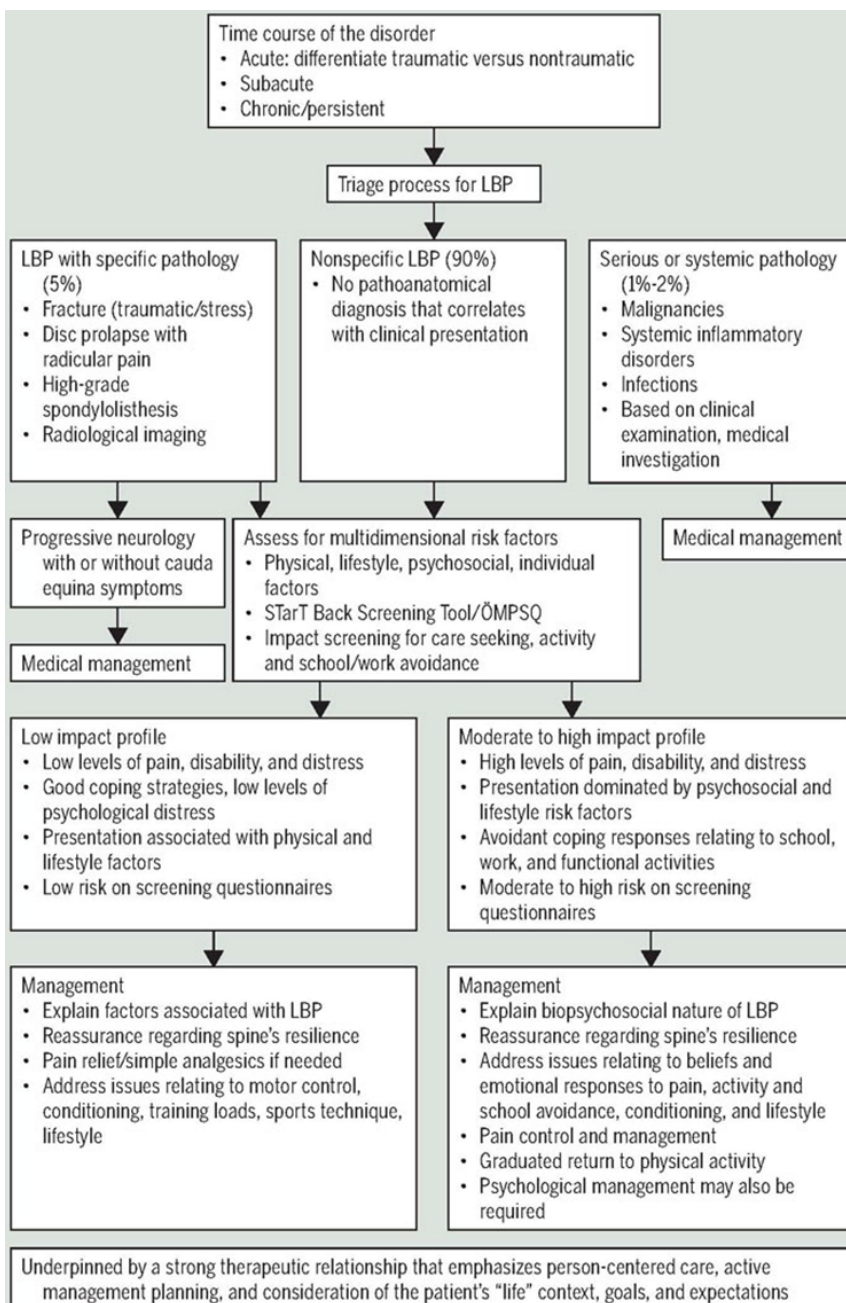 Time course of the disorder
• Acute: differentiate traumatic versus nontraumatic
• Subacute
• Chronic/persistent
Triage process for LBP
LBP with specific pathology
(5%)
• Fracture (traumatic/stress)
• Disc prolapse with
radicular pain
• High-grade
spondylolisthesis
• Radiological imaging
Nonspecific LBP (90%)
• No pathoanatomical
diagnosis that correlates
with clinical presentation
Serious or systemic pathology
(1%-2%)
• Malignancies
• Systemic inflammatory
disorders
• Infections
• Based on clinical
examination, medical
investigation
Progressive neurology
with or without cauda
equina symptoms
Assess for multidimensional risk factors
• Physical, lifestyle, psychosocial, individual
factors
• STarT Back Screening Tool/ÖMPSQ
• Impact screening for care seeking, activity
and school/work avoidance
Medical management
Medical management
Low impact profile
• Low levels of pain, disability, and distress
• Good coping strategies, low levels of
psychological distress
• Presentation associated with physical and
lifestyle factors
• Low risk on screening questionnaires
Moderate to high impact profile
• High levels of pain, disability, and distress
• Presentation dominated by psychosocial and
lifestyle risk factors
• Avoidant coping responses relating to school,
work, and functional activities
• Moderate to high risk on screening
questionnaires
Management
• Explain factors associated with LBP
• Reassurance regarding spine's resilience
• Pain relief/simple analgesics if needed
• Address issues relating to motor control,
conditioning, training loads, sports technique,
lifestyle
Management
• Explain biopsychosocial nature of LBP
• Reassurance regarding spine's resilience
• Address issues relating to beliefs and
emotional responses to pain, activity and
school avoidance, conditioning, and lifestyle
• Pain control and management
• Graduated return to physical activity
• Psychological management may also be
required
Underpinned by a strong therapeutic relationship that emphasizes person-centered care, active
management planning, and consideration of the patient's "life" context, goals, and expectations